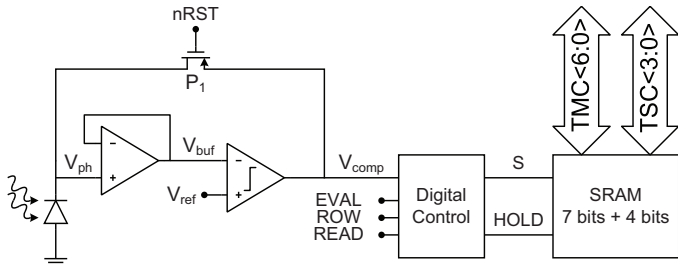 nRST
P1
TMC<6:0>
TSC<3:0>
−
+
Vph
Vbuf
−
+
Vref
Vcomp
EVAL
ROW
READ
Digital
Control
S
HOLD
SRAM
7 bits + 4 bits